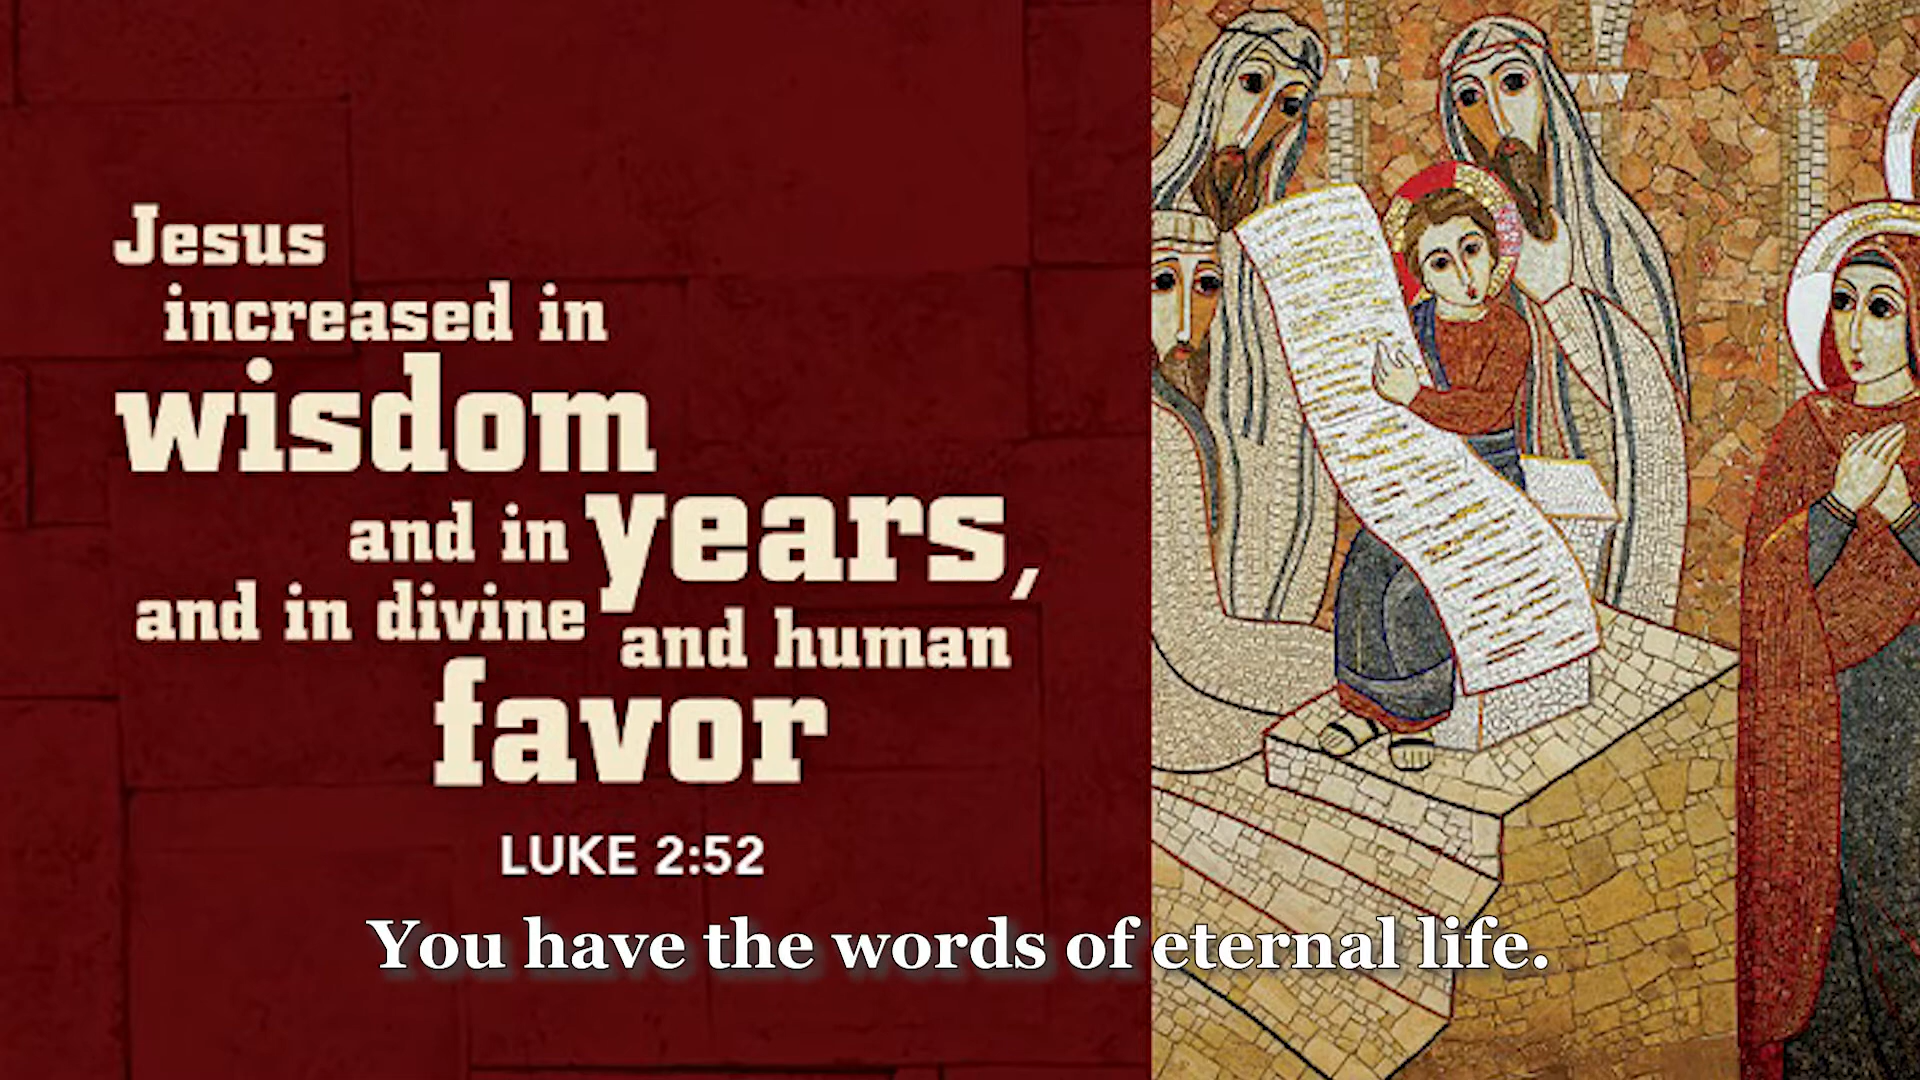 Jesus
increased in
wisdom
and in years,
and in divine and human
favor
LUKE 2:52
You have the words of eternal life.